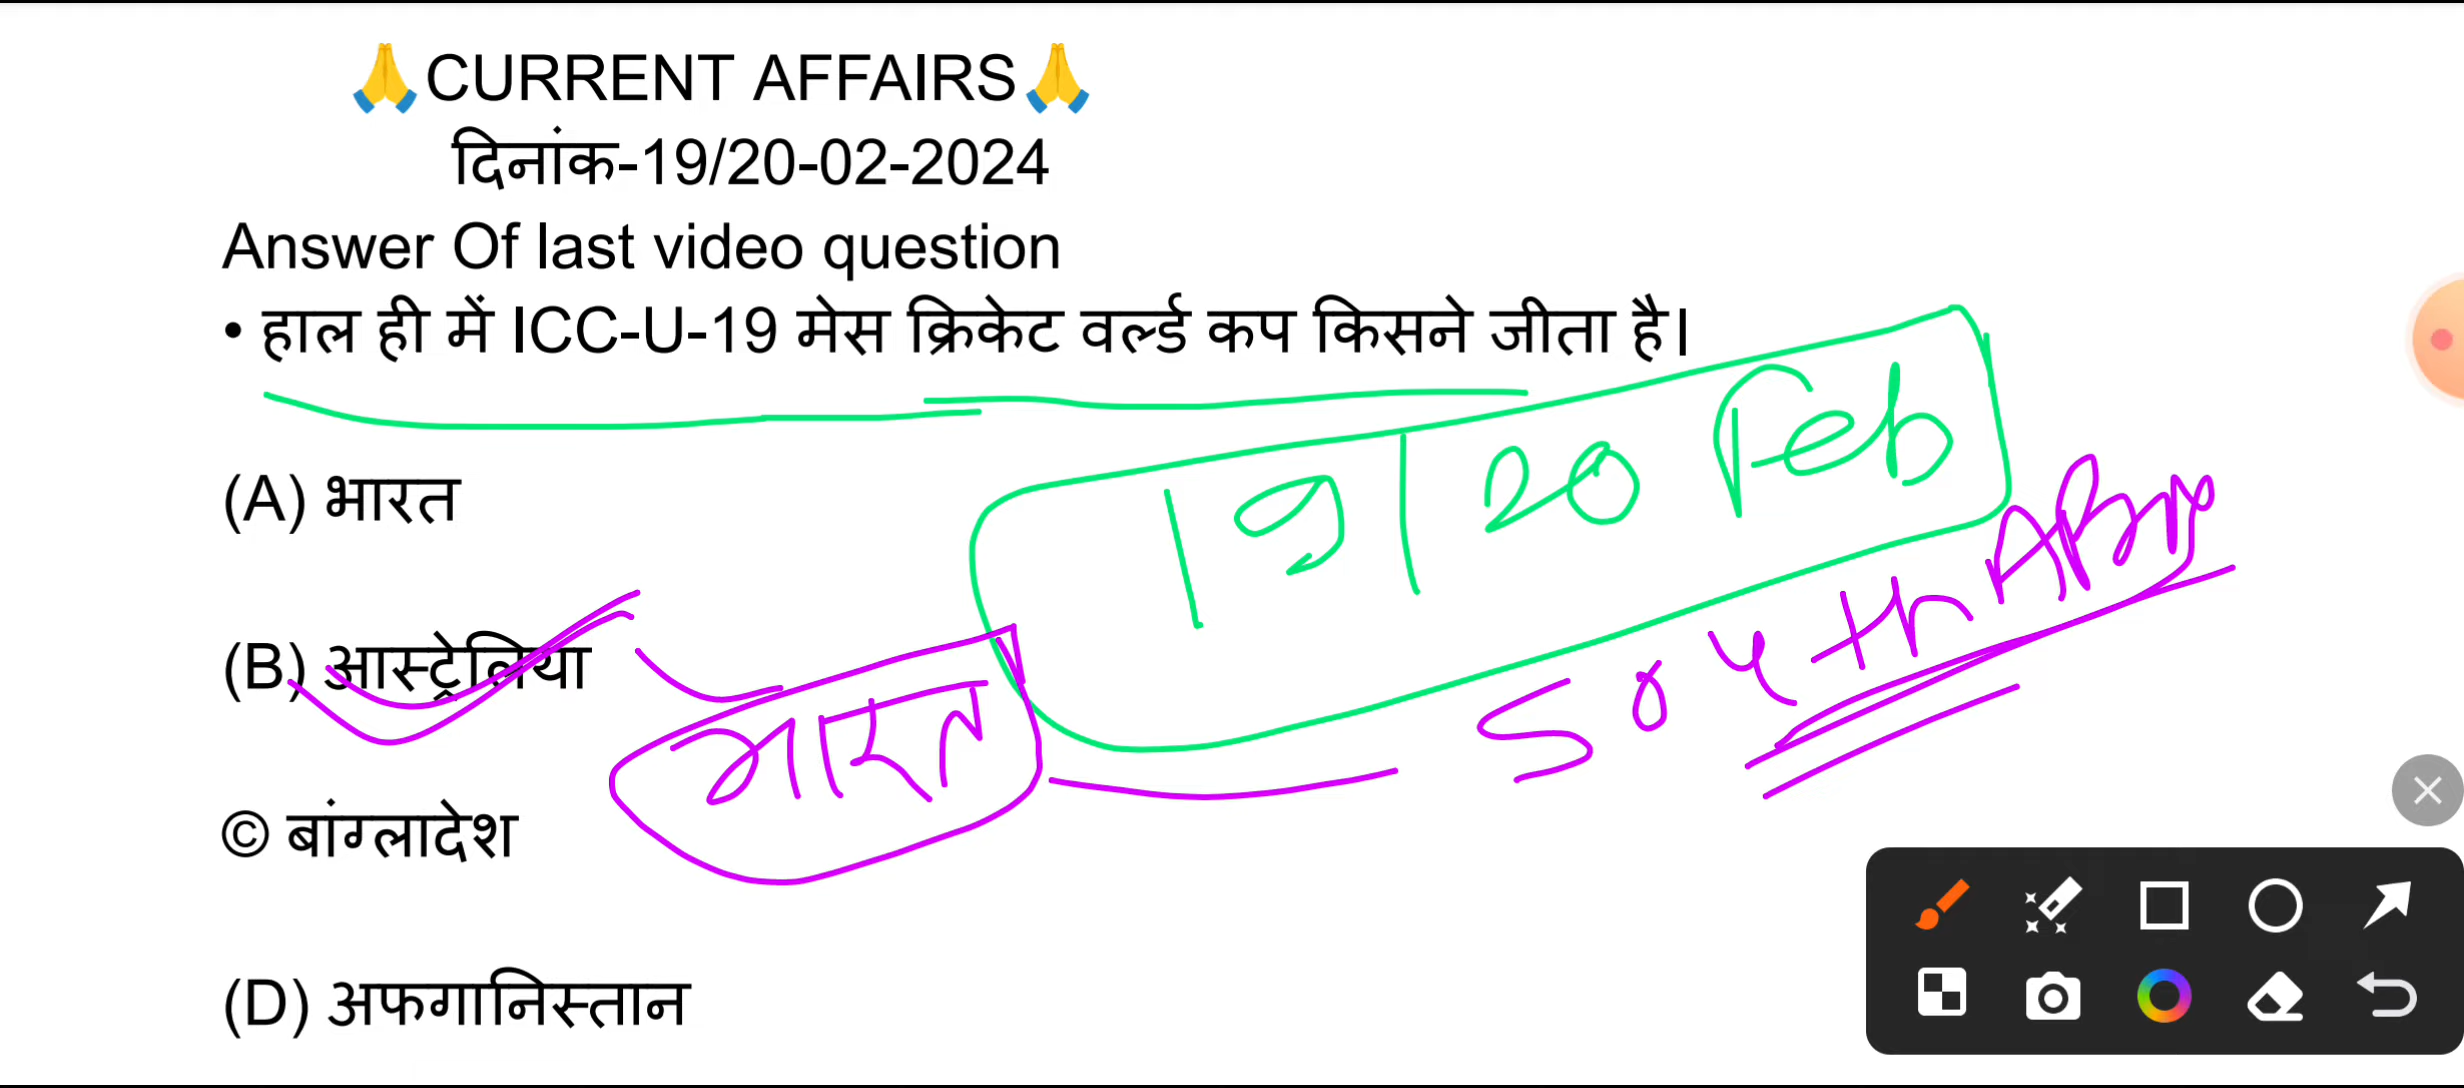 🙏CURRENT AFFAIRS🙏
दिनांक-19/20-02-2024
Answer Of last video question
• हाल ही में ICC-U-19 मेंस क्रिकेट वर्ल्ड कप किसने जीता है।
19|20 Feb
(A) भारत
(B) आस्ट्रेलिया
भारत
South
© बांग्लादेश
(D) अफगानिस्तान